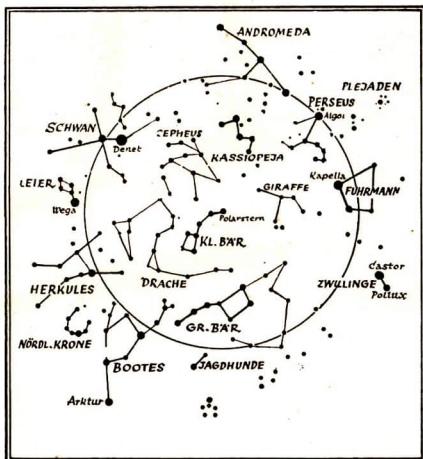 ANDROMEDA
PLEJADEN
PERSEUS
Algol
SCHWAN
Denet
CEPHEUS
KASSIOPEJA
Kapella
FUHRMANN
LEIER
Wega
GIRAFFE
Polarstern
KL. BÄR
Castor
Pollux
ZWILLINGE
HERKULES
DRACHE
GR. BÄR
NÖRDL. KRONE
BOOTES
JAGDHUNDE
Arktur